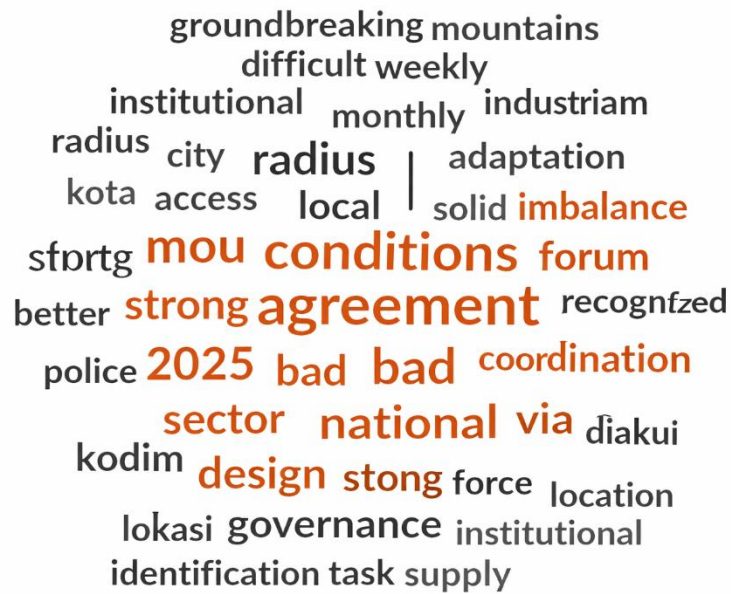 groundbreaking mountains
difficult weekly
institutional monthly industriam
radius city radius | adaptation
kota access local solid imbalance
sfortg mou conditions forum
better strong agreement recognfzed
police 2025 bad bad coordination
sector national via diakui
kodim design stong force location
lokasi governance institutional
identification task supply